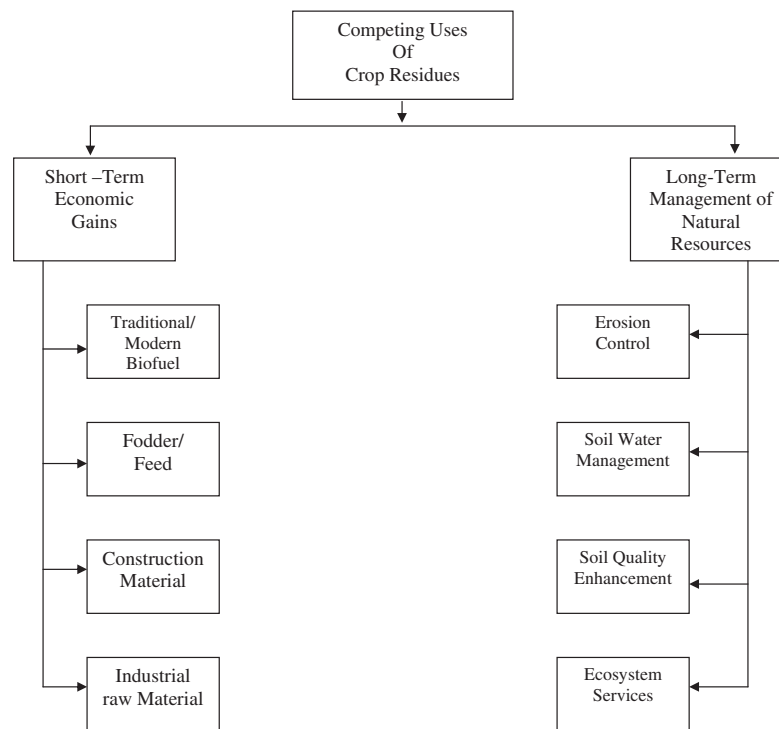 Competing Uses
Of
Crop Residues
Short –Term
Economic
Gains
Traditional/
Modern
Biofuel
Fodder/
Feed
Construction
Material
Industrial
raw Material
Long-Term
Management of
Natural
Resources
Erosion
Control
Soil Water
Management
Soil Quality
Enhancement
Ecosystem
Services